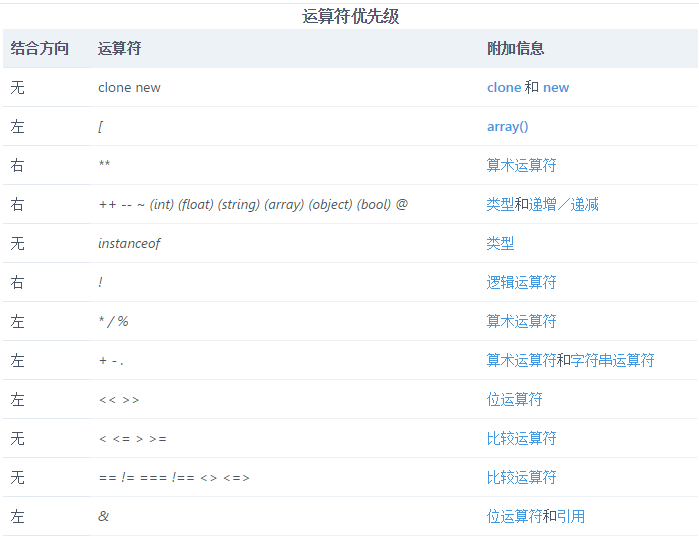 运算符优先级
结合方向 运算符 附加信息
无 clone new clone 和 new
左 [ array()
右 ** 算术运算符
右 ++ -- ~ (int) (float) (string) (array) (object) (bool) @ 类型和递增／递减
无 instanceof 类型
右 ! 逻辑运算符
左 * / % 算术运算符
左 + - . 算术运算符和字符串运算符
左 << >> 位运算符
无 < <= > >= 比较运算符
无 == != === !== <> <=> 比较运算符
左 & 位运算符和引用